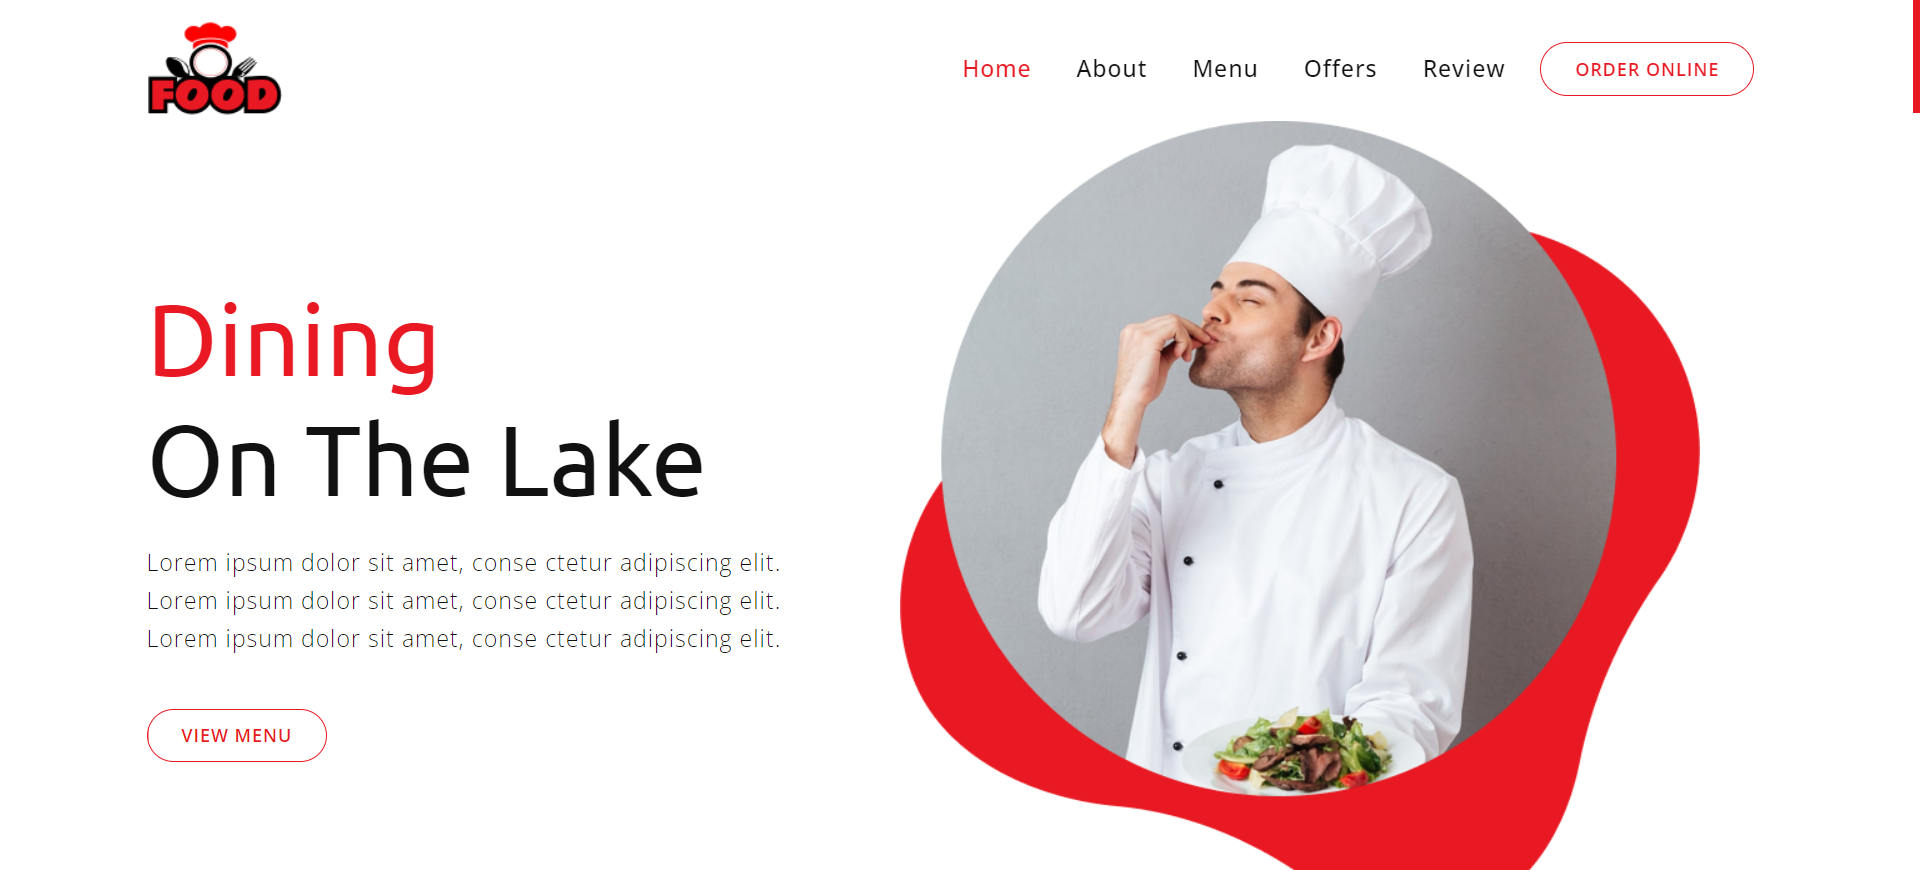 FOOD
Home About Menu Offers Review ORDER ONLINE
Dining
On The Lake
Lorem ipsum dolor sit amet, conse ctetur adipiscing elit.
Lorem ipsum dolor sit amet, conse ctetur adipiscing elit.
Lorem ipsum dolor sit amet, conse ctetur adipiscing elit.
VIEW MENU